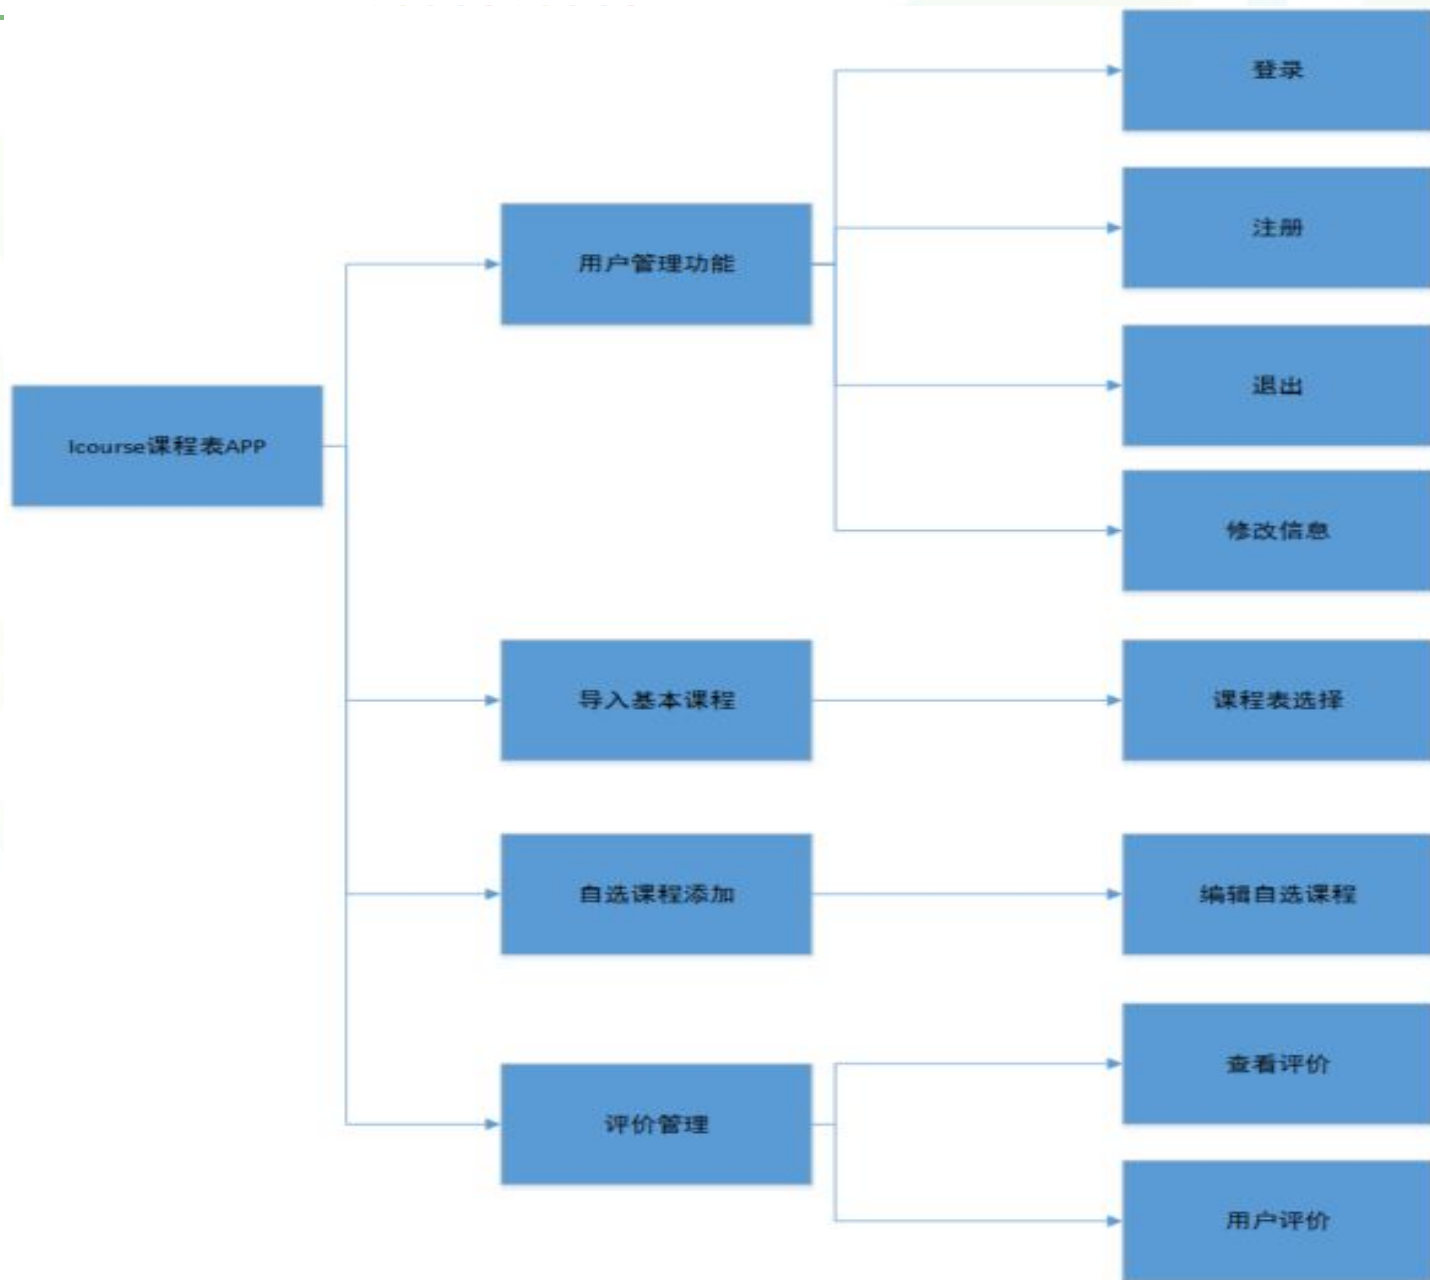 Icourse课程表APP
用户管理功能
登录
注册
退出
修改信息
导入基本课程
课程表选择
自选课程添加
编辑自选课程
评价管理
查看评价
用户评价